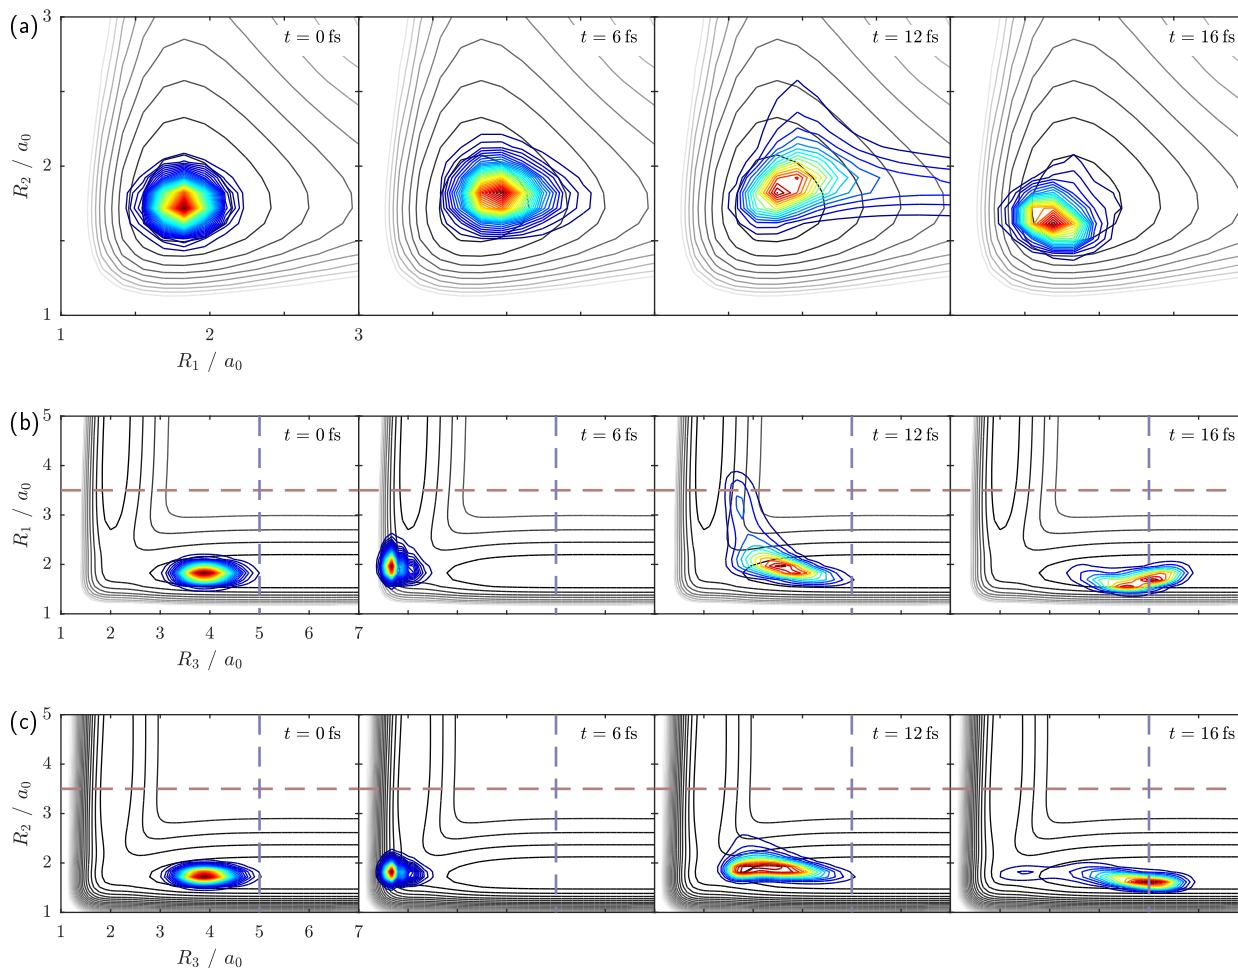 (a)
3
2
1
R₂ / a₀
t = 0 fs
t = 6 fs
t = 12 fs
t = 16 fs
1 2 3
R₁ / a₀
(b)
5
4
3
2
1
R₁ / a₀
t = 0 fs
t = 6 fs
t = 12 fs
t = 16 fs
1 2 3 4 5 6 7
R₃ / a₀
(c)
5
4
3
2
1
R₂ / a₀
t = 0 fs
t = 6 fs
t = 12 fs
t = 16 fs
1 2 3 4 5 6 7
R₃ / a₀